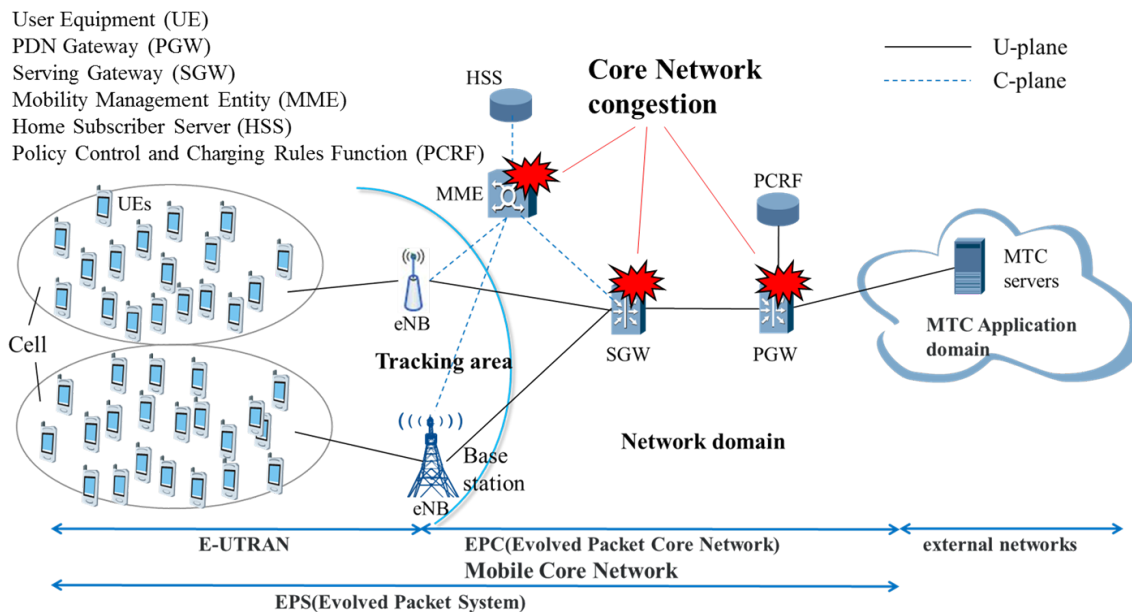 User Equipment (UE)
PDN Gateway (PGW)
Serving Gateway (SGW)
Mobility Management Entity (MME)
Home Subscriber Server (HSS)
Policy Control and Charging Rules Function (PCRF)
U-plane
C-plane
HSS
Core Network
congestion
MME
PCRF
UEs
eNB
Cell
Tracking area
SGW
PGW
MTC
servers
MTC Application
domain
Network domain
Base
station
eNB
E-UTRAN
EPC(Evolved Packet Core Network)
external networks
Mobile Core Network
EPS(Evolved Packet System)